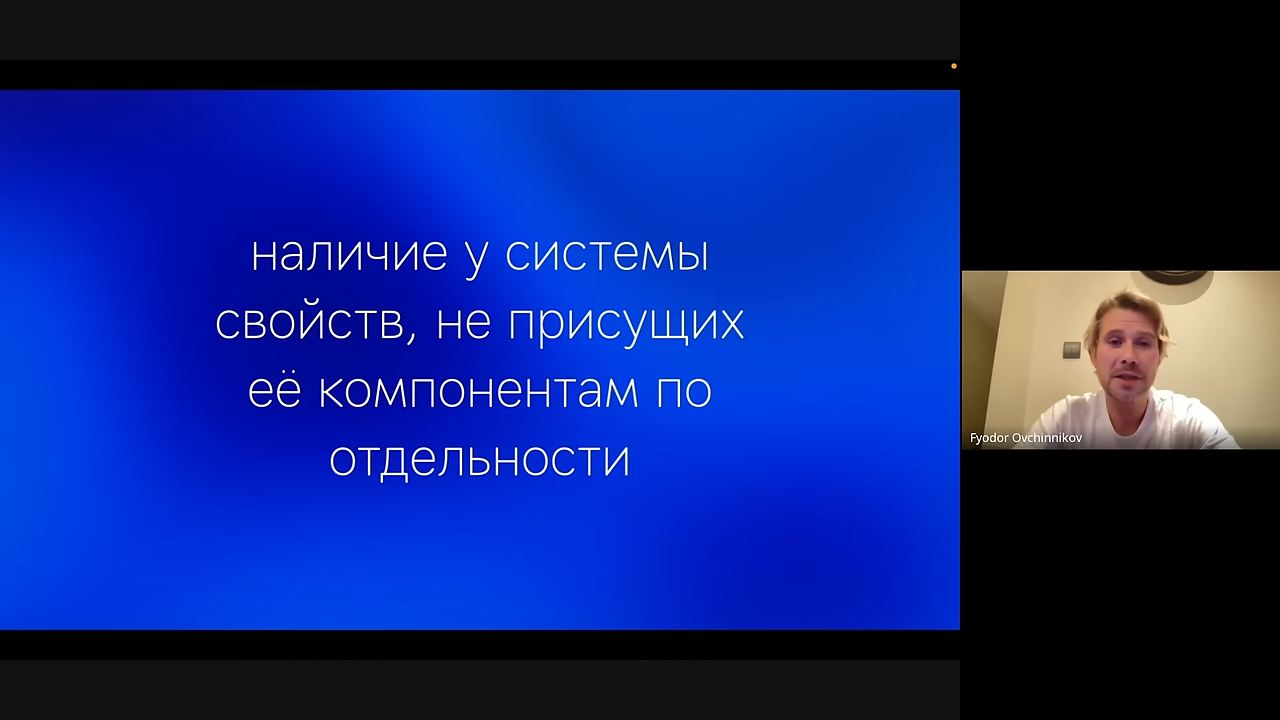 наличие у системы
свойств, не присущих
её компонентам по
отдельности
Fyodor Ovchinnikov